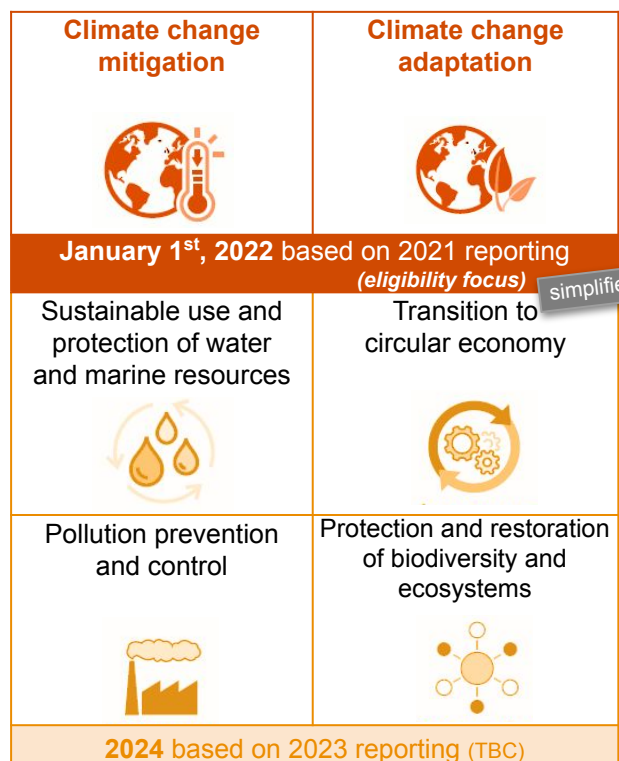 Climate change
mitigation
Climate change
adaptation
January 1st, 2022 based on 2021 reporting
(eligibility focus)
Sustainable use and
protection of water
and marine resources
Transition to
circular economy
Pollution prevention
and control
Protection and restoration
of biodiversity and
ecosystems
2024 based on 2023 reporting (TBC)